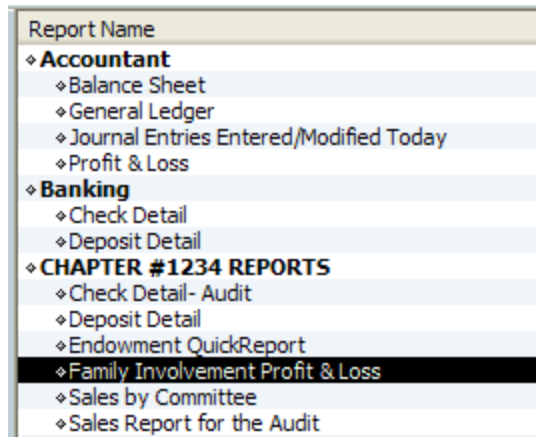 Report Name
Accountant
Balance Sheet
General Ledger
Journal Entries Entered/Modified Today
Profit & Loss
Banking
Check Detail
Deposit Detail
CHAPTER #1234 REPORTS
Check Detail- Audit
Deposit Detail
Endowment QuickReport
Family Involvement Profit & Loss
Sales by Committee
Sales Report for the Audit